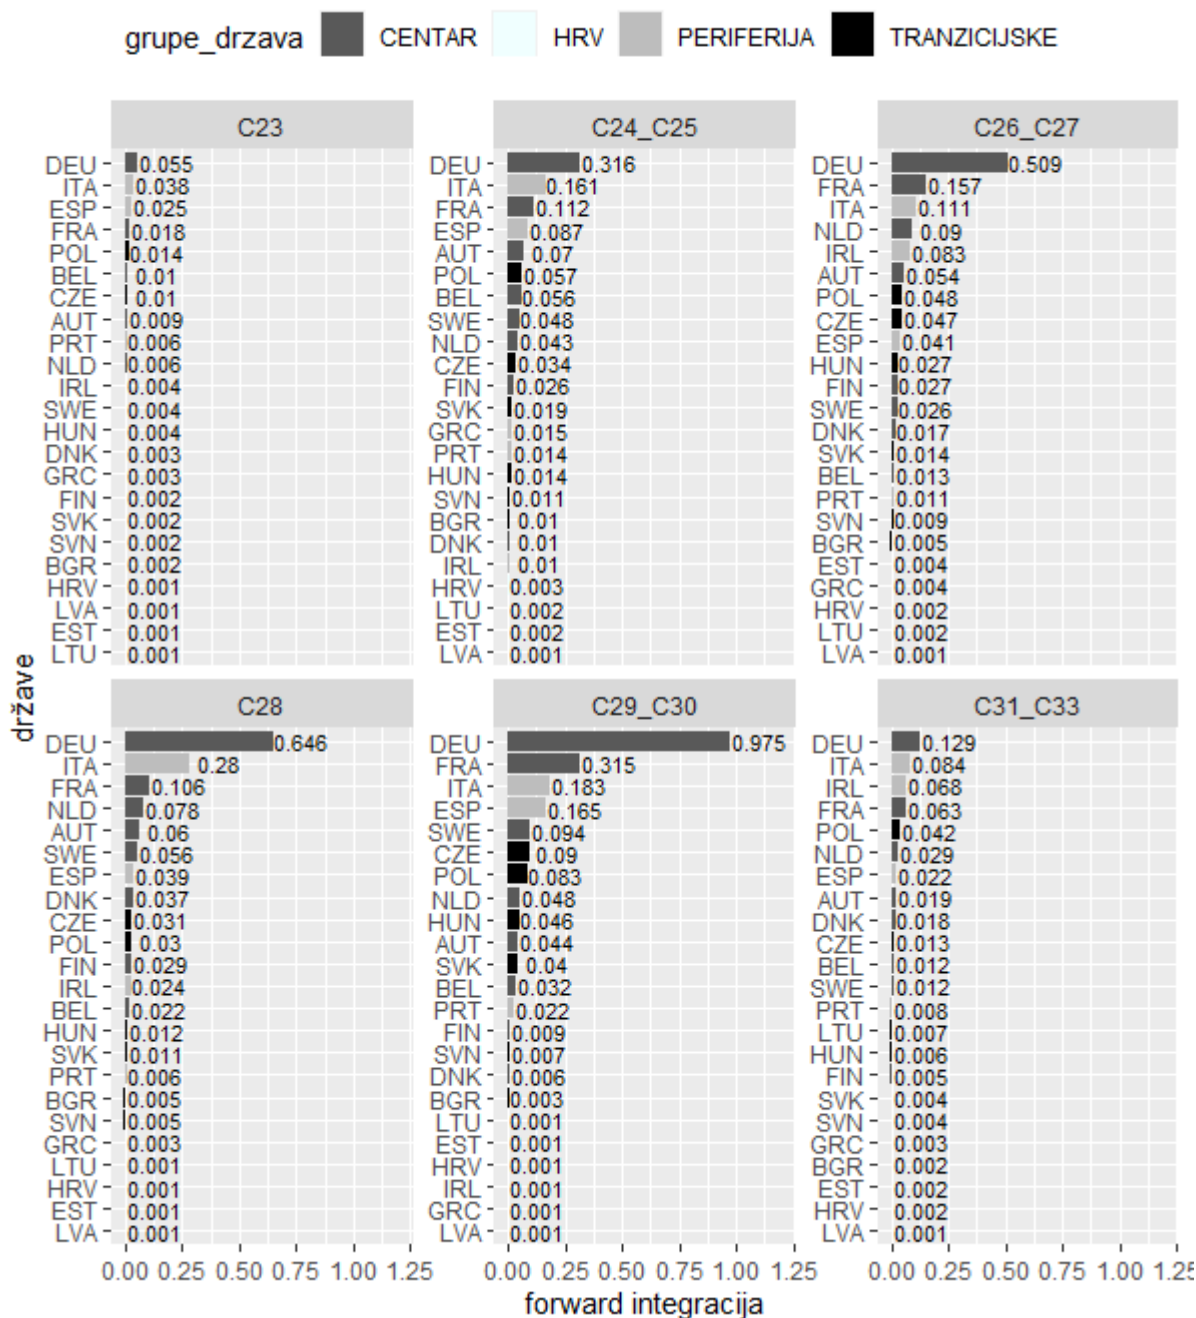 grupe_drzava CENTAR HRV PERIFERIJA TRANZICIJSKE
države
C23
DEU 0.055
ITA 0.038
ESP 0.025
FRA 0.018
POL 0.014
BEL 0.01
CZE 0.01
AUT 0.009
PRT 0.006
NLD 0.006
IRL 0.004
SWE 0.004
HUN 0.004
DNK 0.003
GRC 0.003
FIN 0.002
SVK 0.002
SVN 0.002
BGR 0.002
HRV 0.001
LVA 0.001
EST 0.001
LTU 0.001
C24_C25
DEU 0.316
ITA 0.161
FRA 0.112
ESP 0.087
AUT 0.07
POL 0.057
BEL 0.056
SWE 0.048
NLD 0.043
CZE 0.034
FIN 0.026
SVK 0.019
GRC 0.015
PRT 0.014
HUN 0.014
SVN 0.011
BGR 0.01
DNK 0.01
IRL 0.01
HRV 0.003
LTU 0.002
EST 0.002
LVA 0.001
C26_C27
DEU 0.509
FRA 0.157
ITA 0.111
NLD 0.09
IRL 0.083
AUT 0.054
POL 0.048
CZE 0.047
ESP 0.041
HUN 0.027
FIN 0.027
SWE 0.026
DNK 0.017
SVK 0.014
BEL 0.013
PRT 0.011
SVN 0.009
BGR 0.005
EST 0.004
GRC 0.004
HRV 0.002
LTU 0.002
LVA 0.001
C28
DEU 0.646
ITA 0.28
FRA 0.106
NLD 0.078
AUT 0.06
SWE 0.056
ESP 0.039
DNK 0.037
CZE 0.031
POL 0.03
FIN 0.029
IRL 0.024
BEL 0.022
HUN 0.012
SVK 0.011
PRT 0.006
BGR 0.005
SVN 0.005
GRC 0.003
LTU 0.001
HRV 0.001
EST 0.001
LVA 0.001
0.00 0.25 0.50 0.75 1.00 1.25
C29_C30
DEU 0.975
FRA 0.315
ITA 0.183
ESP 0.165
SWE 0.094
CZE 0.09
POL 0.083
NLD 0.048
HUN 0.046
AUT 0.044
SVK 0.04
BEL 0.032
PRT 0.022
FIN 0.009
SVN 0.007
DNK 0.006
BGR 0.003
LTU 0.001
EST 0.001
HRV 0.001
IRL 0.001
GRC 0.001
LVA 0.001
0.00 0.25 0.50 0.75 1.00 1.25
C31_C33
DEU 0.129
ITA 0.084
IRL 0.068
FRA 0.063
POL 0.042
NLD 0.029
ESP 0.022
AUT 0.019
DNK 0.018
CZE 0.013
BEL 0.012
SWE 0.012
PRT 0.008
LTU 0.007
HUN 0.006
FIN 0.005
SVK 0.004
SVN 0.004
GRC 0.003
BGR 0.002
EST 0.002
HRV 0.002
LVA 0.001
0.00 0.25 0.50 0.75 1.00 1.25
forward integracija